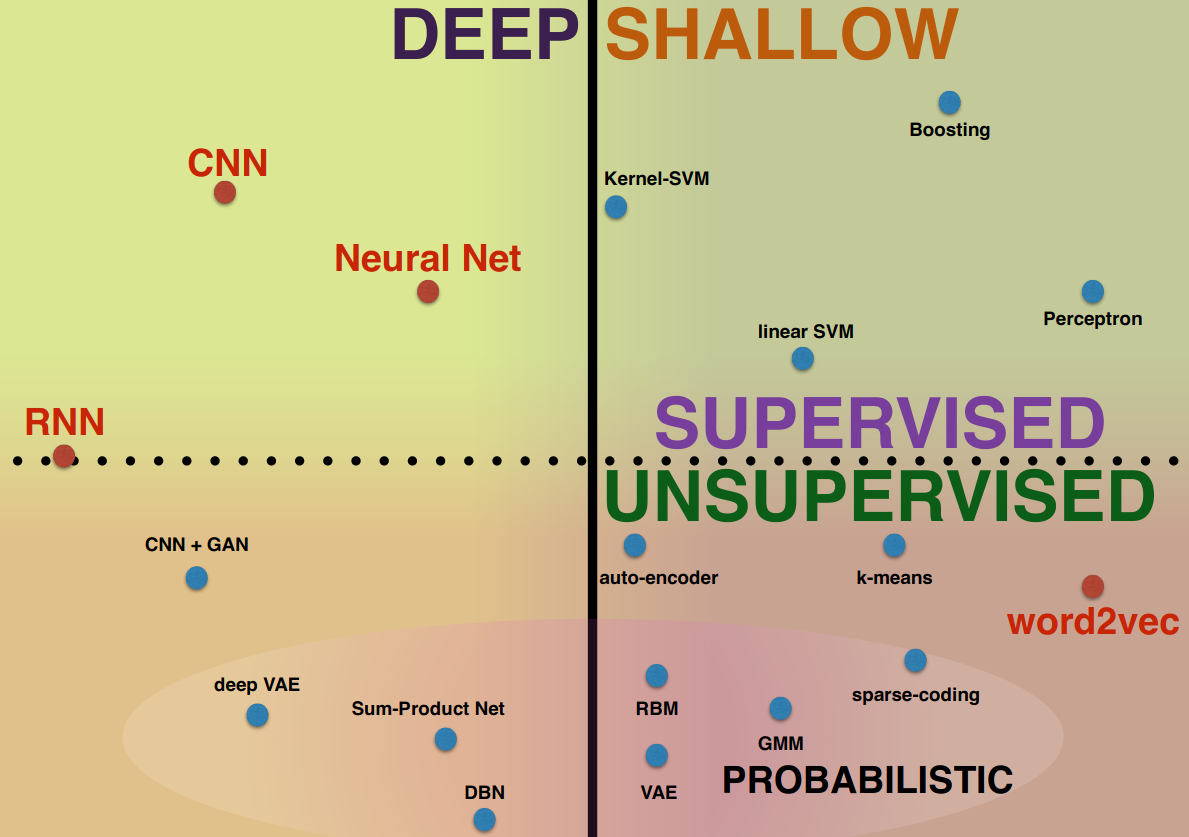 DEEP SHALLOW
Boosting
CNN
Kernel-SVM
Neural Net
Perceptron
linear SVM
RNN
SUPERVISED
UNSUPERVISED
CNN + GAN
auto-encoder
k-means
word2vec
deep VAE
sparse-coding
Sum-Product Net
RBM
GMM
PROBABILISTIC
DBN
VAE